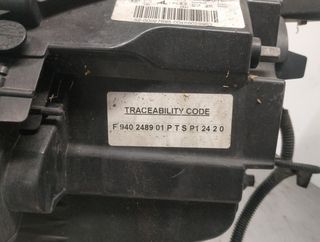 TRACEABILITY CODE
F 940 2489 01 P T S P1 24 2 0